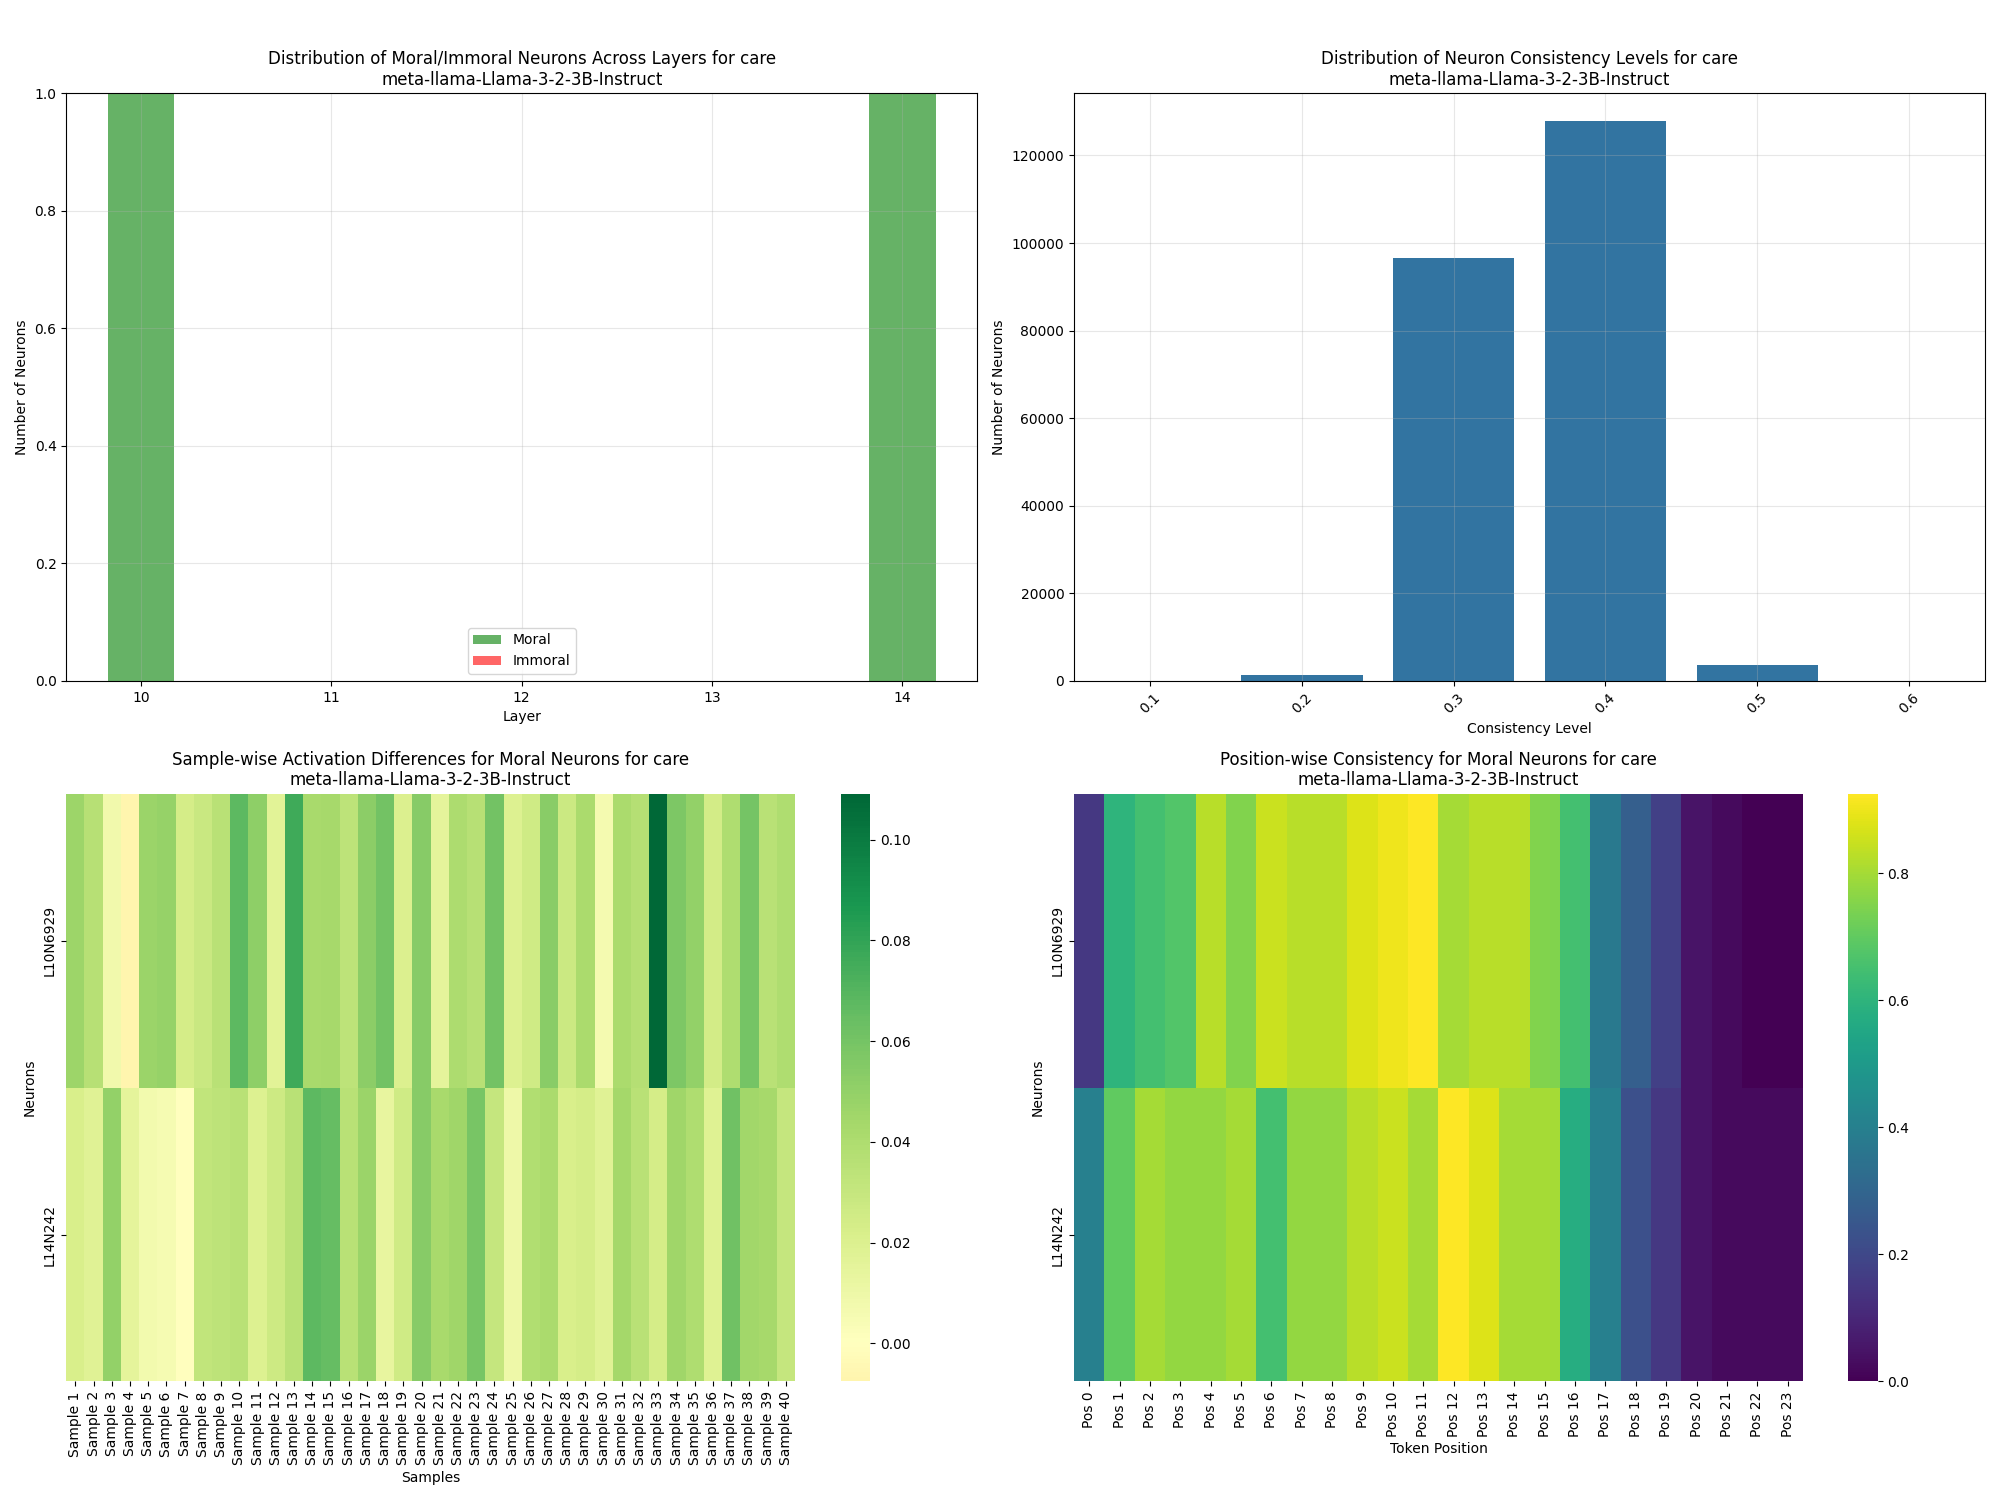 Distribution of Moral/Immoral Neurons Across Layers for care
meta-llama-Llama-3-2-3B-Instruct
Number of Neurons
1.0
0.8
0.6
0.4
0.2
0.0
10
11
12
13
14
Layer
Moral
Immoral
Distribution of Neuron Consistency Levels for care
meta-llama-Llama-3-2-3B-Instruct
Number of Neurons
120000
100000
80000
60000
40000
20000
0
0.1
0.2
0.3
0.4
0.5
0.6
Consistency Level
Sample-wise Activation Differences for Moral Neurons for care
meta-llama-Llama-3-2-3B-Instruct
Neurons
L10N6929
L14N242
Sample 1
Sample 2
Sample 3
Sample 4
Sample 5
Sample 6
Sample 7
Sample 8
Sample 9
Sample 10
Sample 11
Sample 12
Sample 13
Sample 14
Sample 15
Sample 16
Sample 17
Sample 18
Sample 19
Sample 20
Sample 21
Sample 22
Sample 23
Sample 24
Sample 25
Sample 26
Sample 27
Sample 28
Sample 29
Sample 30
Sample 31
Sample 32
Sample 33
Sample 34
Sample 35
Sample 36
Sample 37
Sample 38
Sample 39
Sample 40
Samples
0.10
0.08
0.06
0.04
0.02
0.00
Position-wise Consistency for Moral Neurons for care
meta-llama-Llama-3-2-3B-Instruct
Neurons
L10N6929
L14N242
Pos 0
Pos 1
Pos 2
Pos 3
Pos 4
Pos 5
Pos 6
Pos 7
Pos 8
Pos 9
Pos 10
Pos 11
Pos 12
Pos 13
Pos 14
Pos 15
Pos 16
Pos 17
Pos 18
Pos 19
Pos 20
Pos 21
Pos 22
Pos 23
Token Position
0.8
0.6
0.4
0.2
0.0